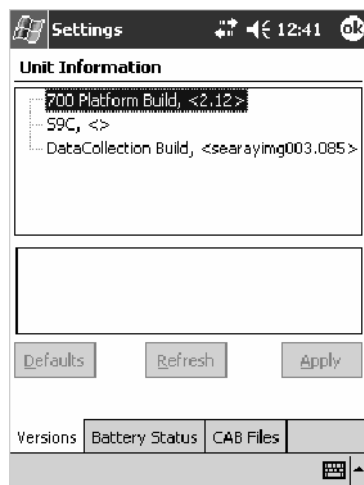 Settings 12:41 ok
Unit Information
700 Platform Build, <2.12>
S9C, <>
DataCollection Build, <searayimg003.085>
Defaults Refresh Apply
Versions Battery Status CAB Files